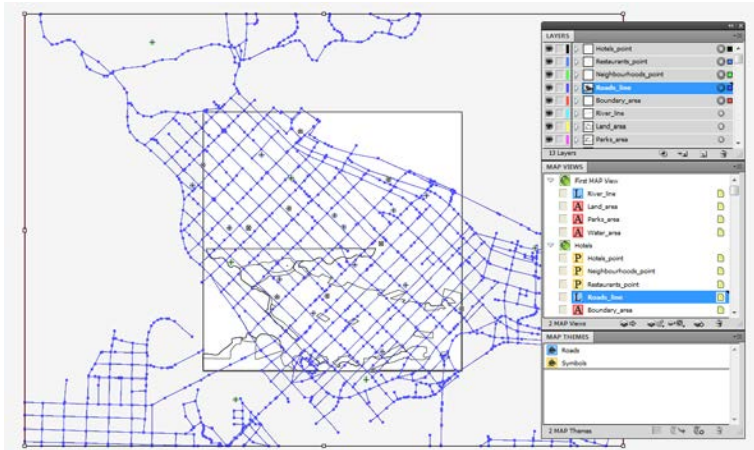 LAYERS
Hotels_point
Restaurants_point
Neighbourhoods_point
Roads_line
Boundary_area
River_line
Land_area
Parks_area
13 Layers
MAP VIEWS
First MAP View
L River_line
A Land_area
A Parks_area
A Water_area
Hotels
P Hotels_point
P Neighbourhoods_point
P Restaurants_point
L Roads_line
A Boundary_area
2 MAP Views
MAP THEMES
Roads
Symbols
2 MAP Themes